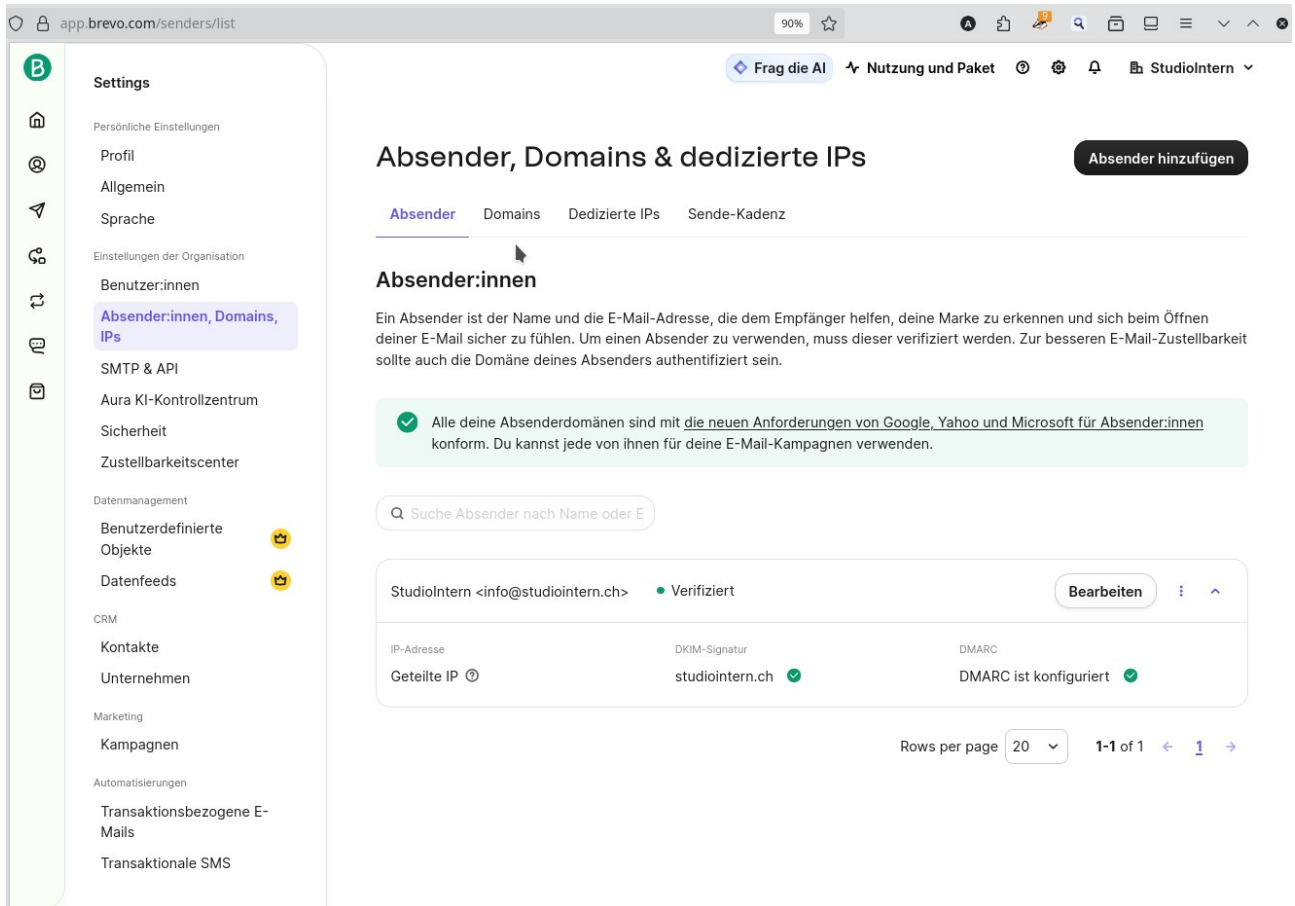 app.brevo.com/senders/list
90%
A
9
B
Settings
Frag die AI
Nutzung und Paket
StudioIntern
Persönliche Einstellungen
Profil
Allgemein
Sprache
Einstellungen der Organisation
Benutzer:innen
Absender:innen, Domains,
IPs
SMTP & API
Aura KI-Kontrollzentrum
Sicherheit
Zustellbarkeitscenter
Datenmanagement
Benutzerdefinierte
Objekte
Datenfeeds
CRM
Kontakte
Unternehmen
Marketing
Kampagnen
Automatisierungen
Transaktionsbezogene E-
Mails
Transaktionale SMS
Absender, Domains & dedizierte IPs
Absender hinzufügen
Absender Domains Dedizierte IPs Sende-Kadenz
Absender:innen
Ein Absender ist der Name und die E-Mail-Adresse, die dem Empfänger helfen, deine Marke zu erkennen und sich beim Öffnen
deiner E-Mail sicher zu fühlen. Um einen Absender zu verwenden, muss dieser verifiziert werden. Zur besseren E-Mail-Zustellbarkeit
sollte auch die Domäne deines Absenders authentifiziert sein.
Alle deine Absenderdomänen sind mit die neuen Anforderungen von Google, Yahoo und Microsoft für Absender:innen
konform. Du kannst jede von ihnen für deine E-Mail-Kampagnen verwenden.
Suche Absender nach Name oder E
StudioIntern <info@studiointern.ch> Verifiziert Bearbeiten
IP-Adresse DKIM-Signatur DMARC
Geteilte IP studiointern.ch DMARC ist konfiguriert
Rows per page 20 1-1 of 1 1